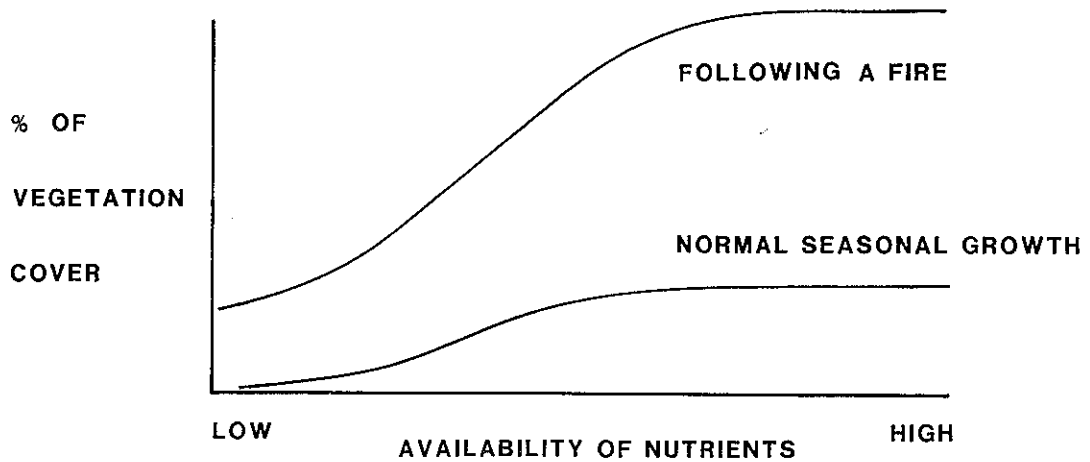 % OF
VEGETATION
COVER
FOLLOWING A FIRE
NORMAL SEASONAL GROWTH
LOW
AVAILABILITY OF NUTRIENTS
HIGH